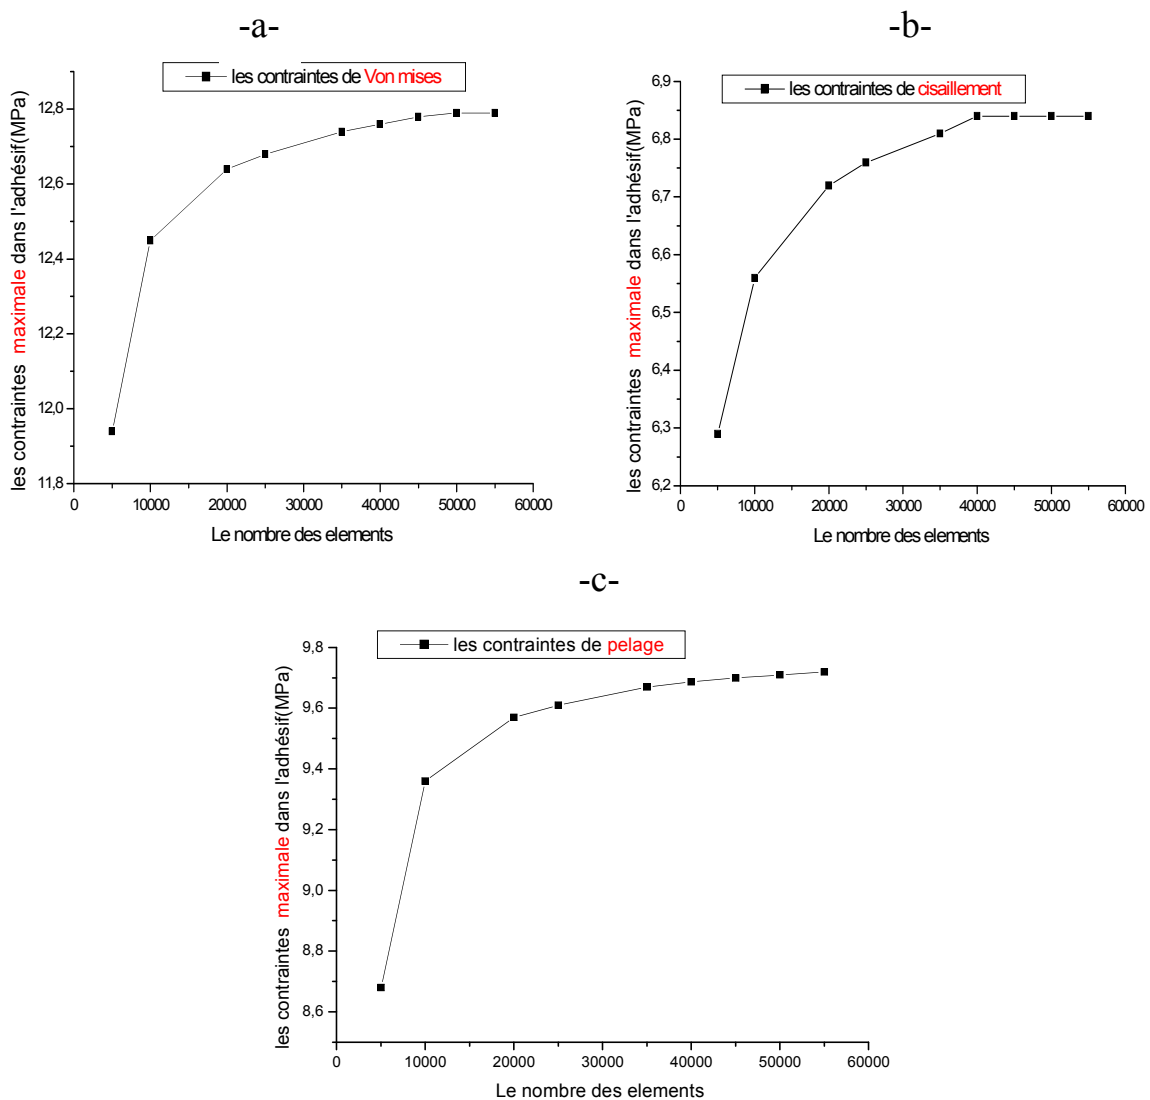 -a-
les contraintes de Von mises
les contraintes maximale dans l'adhésif(MPa)
12,8
12,6
12,4
12,2
12,0
11,8
0 10000 20000 30000 40000 50000 60000
Le nombre des elements
-b-
les contraintes de cisaillement
les contraintes maximale dans l'adhésif(MPa)
6,9
6,8
6,7
6,6
6,5
6,4
6,3
6,2
0 10000 20000 30000 40000 50000 60000
Le nombre des elements
-c-
les contraintes de pelage
les contraintes maximale dans l'adhésif(MPa)
9,8
9,6
9,4
9,2
9,0
8,8
8,6
0 10000 20000 30000 40000 50000 60000
Le nombre des elements